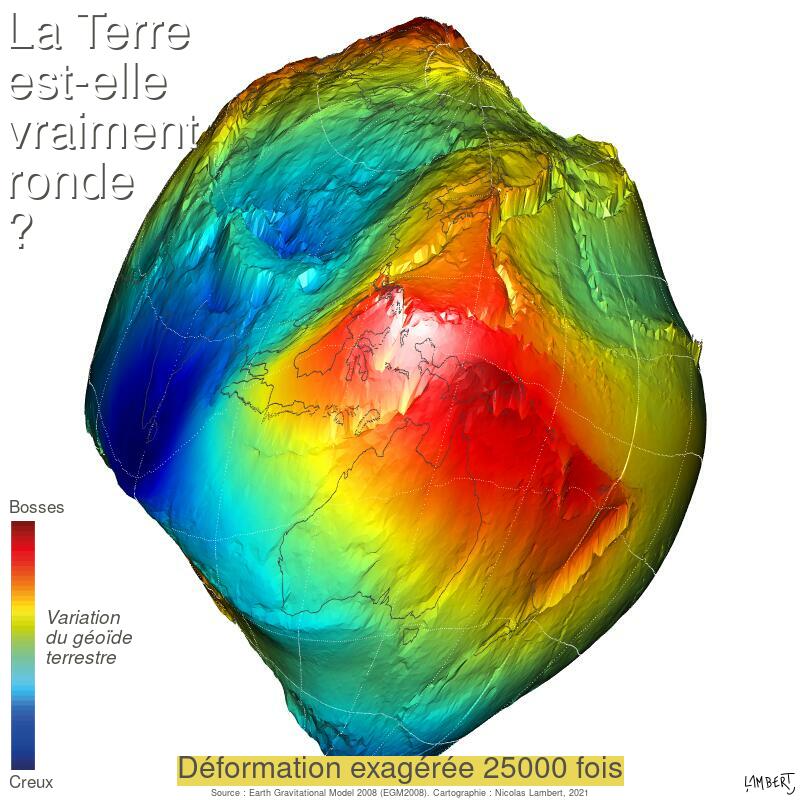 La Terre
est-elle
vraiment
ronde
?
Bosses
Variation
du géoïde
terrestre
Creux
Déformation exagérée 25000 fois
Source : Earth Gravitational Model 2008 (EGM2008). Cartographie : Nicolas Lambert, 2021
LAMBERT